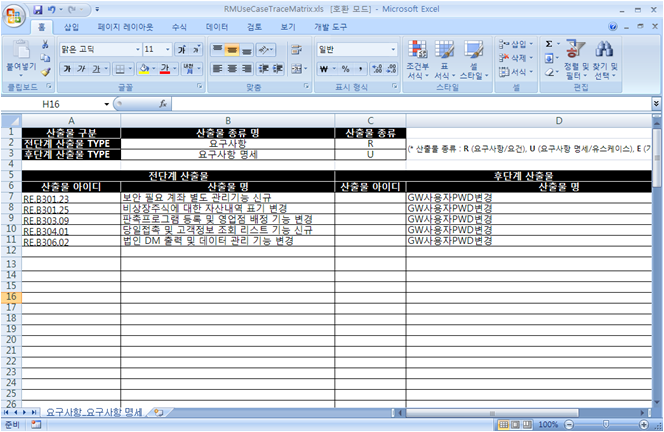 RMUseCaseTraceMatrix.xls [호환 모드] - Microsoft Excel
홈 삽입 페이지 레이아웃 수식 데이터 검토 보기 개발 도구
붙여넣기 맑은 고딕 11 일반 조건부 서식 표 서식 셀 스타일 삽입 삭제 서식 정렬 및 필터 찾기 및 선택
클립보드 글꼴 맞춤 표시 형식 스타일 셀 편집
H16 fx
A B C D
1 산출물 구분 산출물 종류 명 산출물 종류
2 전단계 산출물 TYPE 요구사항 R
(* 산출물 종류 : R (요구사항/요건), U (요구사항 명세/유스케이스), E
3 후단계 산출물 TYPE 요구사항 명세 U
4
5 전단계 산출물 후단계 산출물
6 산출물 아이디 산출물 명 산출물 아이디 산출물 명
7 RE.B301.23 보안 필요 계좌 별도 관리기능 신규 GW사용자PWD변경
8 RE.B301.25 비상장주식에 대한 자산내역 표기 변경 GW사용자PWD변경
9 RE.B303.09 판촉프로그램 등록 및 영업점 배정 기능 변경 GW사용자PWD변경
10 RE.B304.01 당일접촉 및 고객정보 조회 리스트 기능 신규 GW사용자PWD변경
11 RE.B306.02 법인 DM 출력 및 데이터 관리 기능 변경 GW사용자PWD변경
12
13
14
15
16
17
18
19
20
21
22
23
24
25
26
요구사항_요구사항 명세
준비 100%